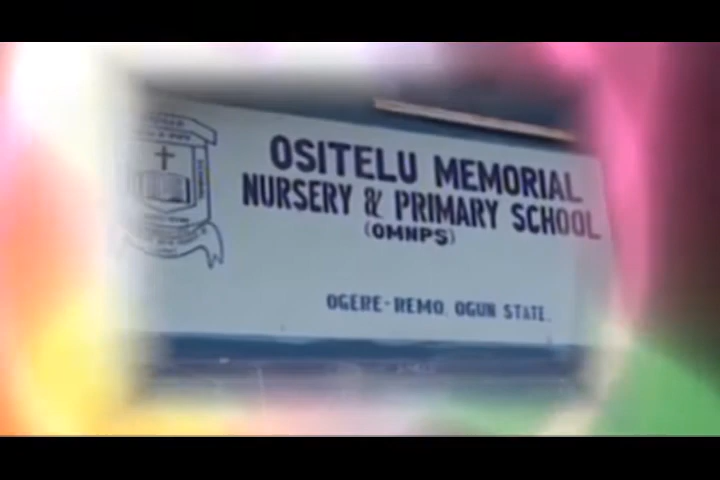 OSITELU MEMORIAL
NURSERY & PRIMARY SCHOOL
(OMNPS)
OGERE-REMO, OGUN STATE.